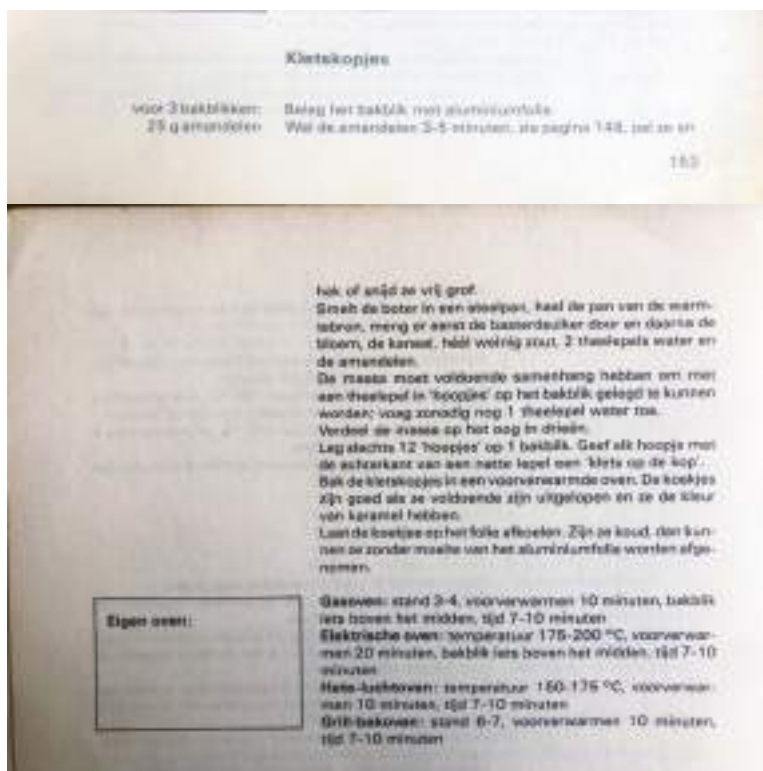 Kletskopjes
voor 3 bakblikken: Beleg het bakblik met aluminiumfolie.
25 g amandelen Wel de amandelen 3-5 minuten, zie pagina 148, pel ze en
163
hak of snijd ze vrij grof.
Smelt de boter in een steelpan, haal de pan van de warm-
tebron, meng er eerst de basterdsuiker door en daarna de
bloem, de kaneel, héél weinig zout, 2 theelepels water en
de amandelen.
De massa moet voldoende samenhang hebben om met
een theelepel in 'hoopjes' op het bakblik gelegd te kunnen
worden; voeg zonodig nog 1 theelepel water toe.
Verdeel de massa op het oog in drieën.
Leg slechts 12 'hoopjes' op 1 bakblik. Geef elk hoopje met
de achterkant van een natte lepel een 'klets op de kop'.
Bak de kletskopjes in een voorverwarmde oven. De koekjes
zijn goed als ze voldoende zijn uitgelopen en ze de kleur
van karamel hebben.
Laat de koekjes op het folie afkoelen. Zijn ze koud, dan kun-
nen ze zonder moeite van het aluminiumfolie worden afge-
nomen.
Eigen oven:
Gasoven: stand 3-4, voorverwarmen 10 minuten, bakblik
iets boven het midden, tijd 7-10 minuten
Elektrische oven: temperatuur 175-200 °C, voorverwar-
men 20 minuten, bakblik iets boven het midden, tijd 7-10
minuten
Hete-luchtoven: temperatuur 160-175 °C, voorverwar-
men 10 minuten, tijd 7-10 minuten
Grill-bakoven: stand 6-7, voorverwarmen 10 minuten,
tijd 7-10 minuten